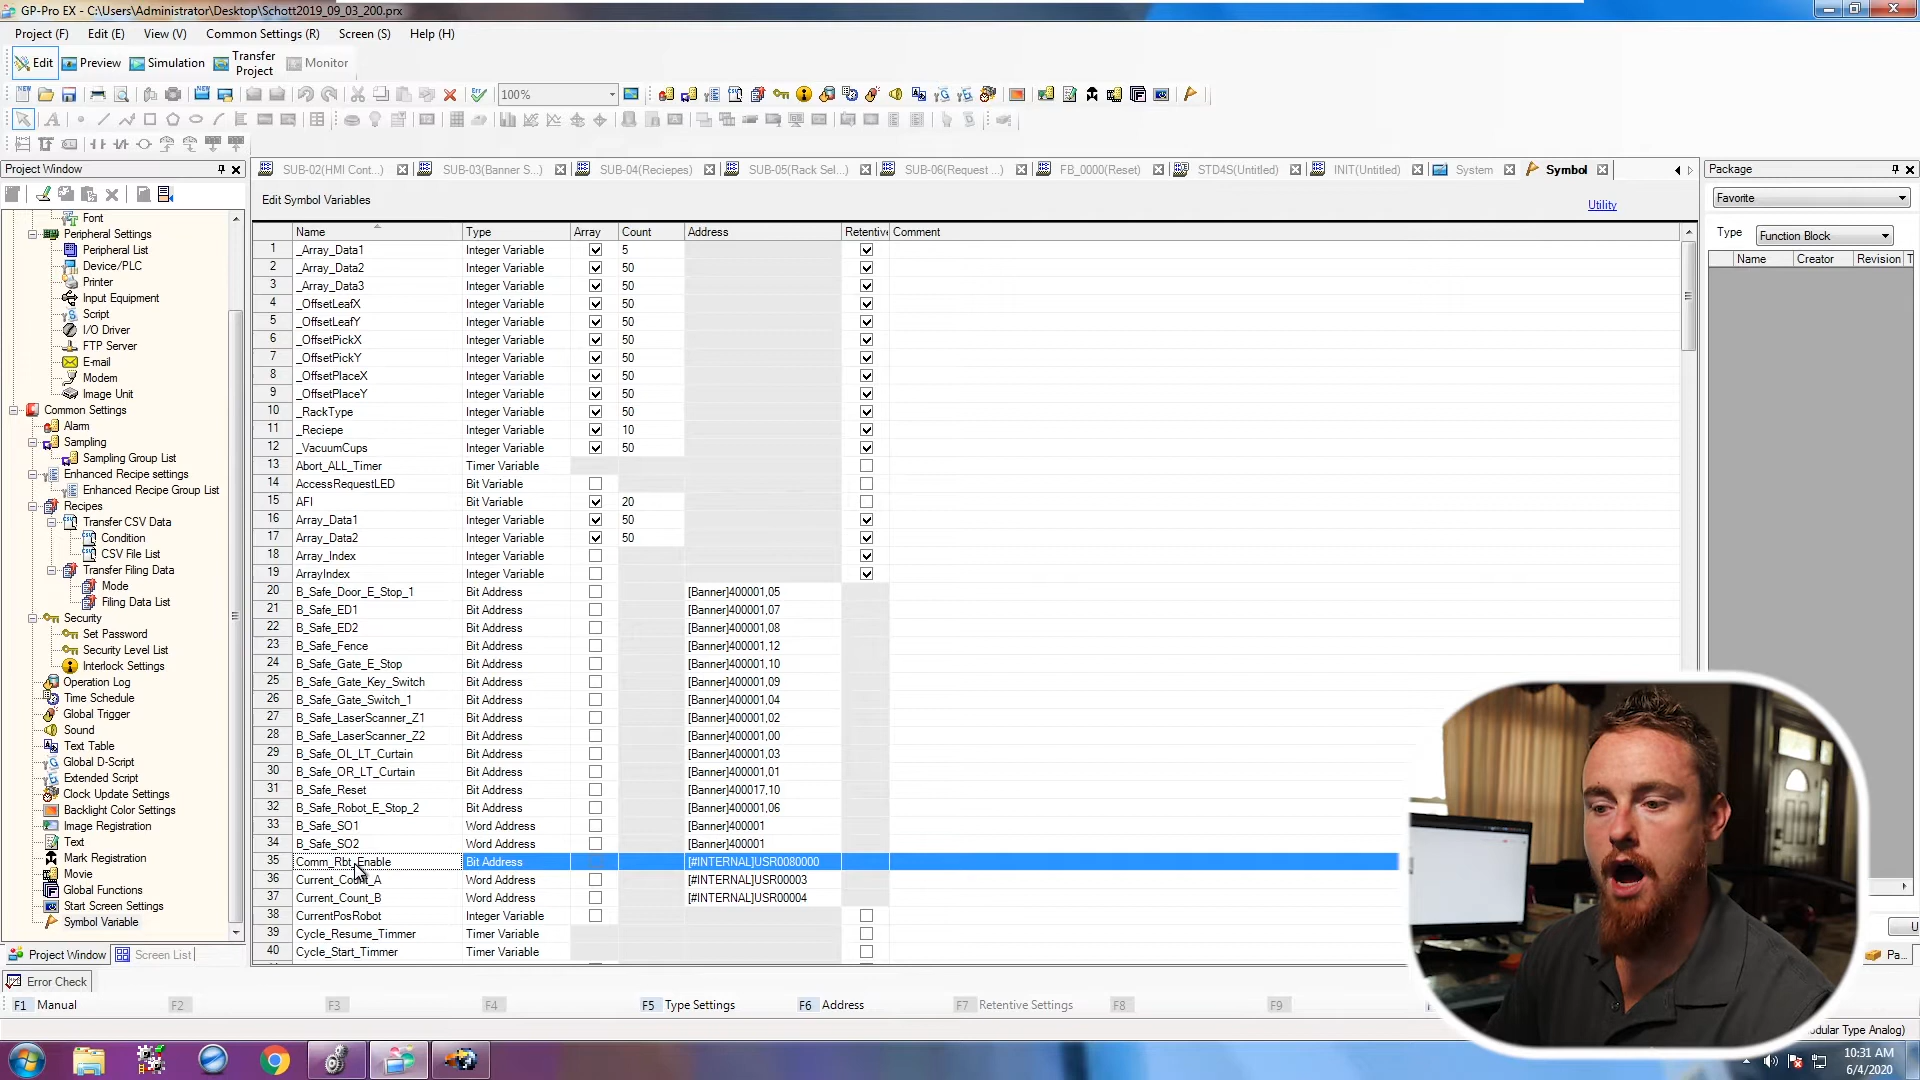 GP-Pro EX - C:\Users\Administrator\Desktop\Schott2019_09_03_200.prx
Project (F) Edit (E) View (V) Common Settings (R) Screen (S) Help (H)
Edit Preview Simulation Transfer Project Monitor
100%
Project Window
SUB-02(HMI Cont... SUB-03(Banner S... SUB-04(Reciepes) SUB-05(Rack Sel... SUB-06(Request ... FB_0000(Reset) STD4S(Untitled) INIT(Untitled) System Symbol
Package
Edit Symbol Variables
Utility
Favorite
Type Function Block
Name Creator Revision T
Font
Peripheral Settings
Peripheral List
Device/PLC
Printer
Input Equipment
Script
I/O Driver
FTP Server
E-mail
Modem
Image Unit
Common Settings
Alarm
Sampling
Sampling Group List
Enhanced Recipe settings
Enhanced Recipe Group List
Recipes
Transfer CSV Data
Condition
CSV File List
Transfer Filing Data
Mode
Filing Data List
Security
Set Password
Security Level List
Interlock Settings
Operation Log
Time Schedule
Global Trigger
Sound
Text Table
Global D-Script
Extended Script
Clock Update Settings
Backlight Color Settings
Image Registration
Text
Mark Registration
Movie
Global Functions
Start Screen Settings
Symbol Variable
Project Window Screen List
Name Type Array Count Address Retentive Comment
1 _Array_Data1 Integer Variable 5
2 _Array_Data2 Integer Variable 50
3 _Array_Data3 Integer Variable 50
4 _OffsetLeafX Integer Variable 50
5 _OffsetLeafY Integer Variable 50
6 _OffsetPickX Integer Variable 50
7 _OffsetPickY Integer Variable 50
8 _OffsetPlaceX Integer Variable 50
9 _OffsetPlaceY Integer Variable 50
10 _RackType Integer Variable 50
11 _Reciepe Integer Variable 10
12 _VacuumCups Integer Variable 50
13 Abort_ALL_Timer Timer Variable
14 AccessRequestLED Bit Variable
15 AFI Bit Variable 20
16 Array_Data1 Integer Variable 50
17 Array_Data2 Integer Variable 50
18 Array_Index Integer Variable
19 ArrayIndex Integer Variable
20 B_Safe_Door_E_Stop_1 Bit Address [Banner]400001,05
21 B_Safe_ED1 Bit Address [Banner]400001,07
22 B_Safe_ED2 Bit Address [Banner]400001,08
23 B_Safe_Fence Bit Address [Banner]400001,12
24 B_Safe_Gate_E_Stop Bit Address [Banner]400001,10
25 B_Safe_Gate_Key_Switch Bit Address [Banner]400001,09
26 B_Safe_Gate_Switch_1 Bit Address [Banner]400001,04
27 B_Safe_LaserScanner_Z1 Bit Address [Banner]400001,02
28 B_Safe_LaserScanner_Z2 Bit Address [Banner]400001,00
29 B_Safe_OL_LT_Curtain Bit Address [Banner]400001,03
30 B_Safe_OR_LT_Curtain Bit Address [Banner]400001,01
31 B_Safe_Reset Bit Address [Banner]400017,10
32 B_Safe_Robot_E_Stop_2 Bit Address [Banner]400001,06
33 B_Safe_SO1 Word Address [Banner]400001
34 B_Safe_SO2 Word Address [Banner]400001
35 Comm_Rbt_Enable Bit Address [#INTERNAL]USR0080000
36 Current_Count_A Word Address [#INTERNAL]USR00003
37 Current_Count_B Word Address [#INTERNAL]USR00004
38 CurrentPosRobot Integer Variable
39 Cycle_Resume_Timmer Timer Variable
40 Cycle_Start_Timmer Timer Variable
Pa...
Error Check
F1 Manual F2 F3 F4 F5 Type Settings F6 Address F7 Retentive Settings F8 F9
odular Type Analog)
10:31 AM
6/4/2020